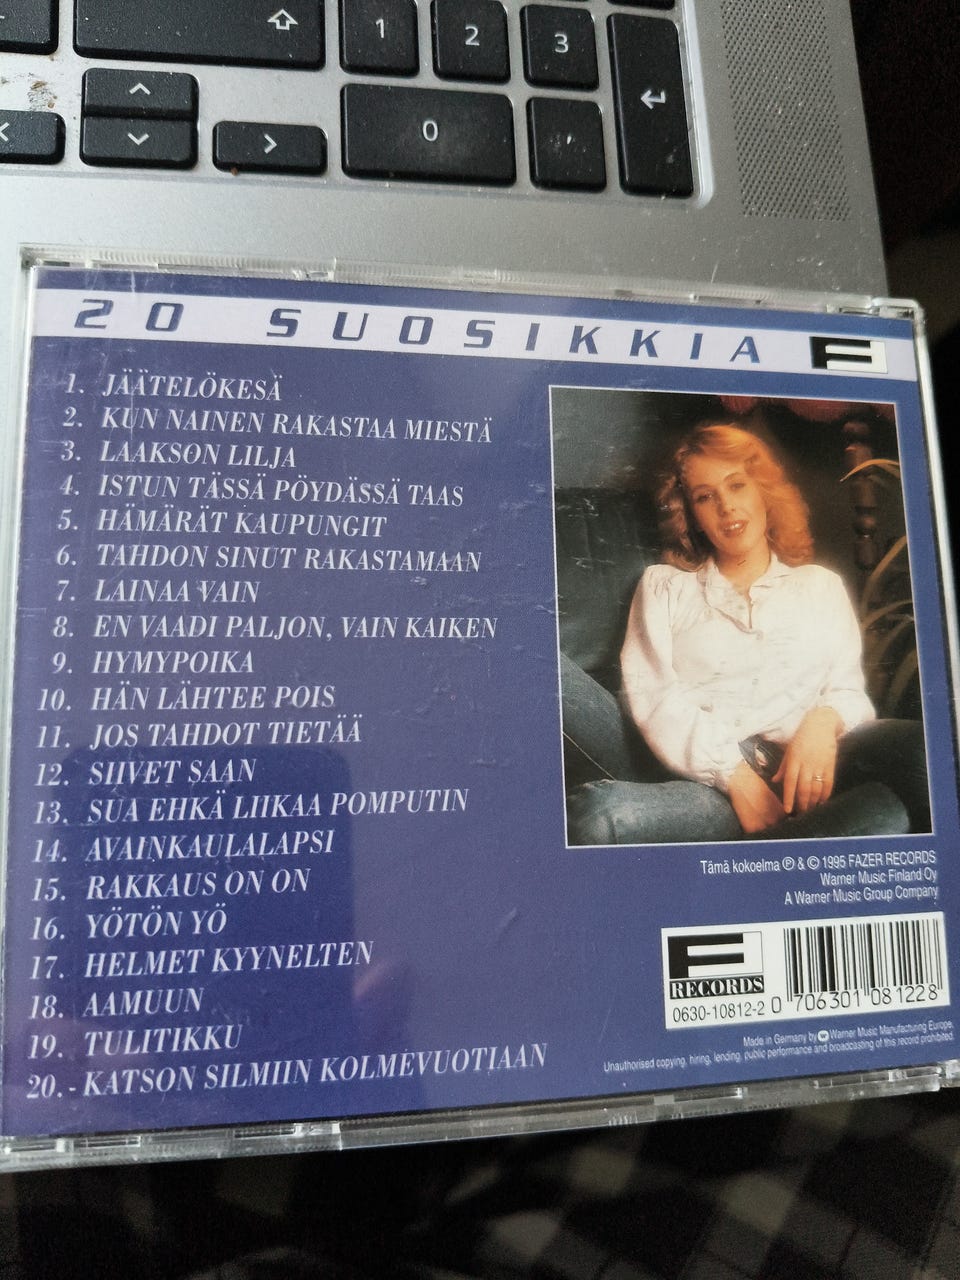 1
2
3
0
,
20 SUOSIKKIA
1. JÄÄTELÖKESÄ
2. KUN NAINEN RAKASTAA MIESTÄ
3. LAAKSON LILJA
4. ISTUN TÄSSÄ PÖYDÄSSÄ TAAS
5. HÄMÄRÄT KAUPUNGIT
6. TAHDON SINUT RAKASTAMAAN
7. LAINAA VAIN
8. EN VAADI PALJON, VAIN KAIKEN
9. HYMYPOIKA
10. HÄN LÄHTEE POIS
11. JOS TAHDOT TIETÄÄ
12. SIIVET SAAN
13. SUA EHKÄ LIIKAA POMPUTIN
14. AVAINKAULALAPSI
15. RAKKAUS ON ON
16. YÖTÖN YÖ
17. HELMET KYYNELTEN
18. AAMUUN
19. TULITIKKU
20.- KATSON SILMIIN KOLMEVUOTIAAN
Tämä kokoelma ℗ & © 1995 FAZER RECORDS
Warner Music Finland Oy
A Warner Music Group Company
F
RECORDS
0630-10812-2
0 706301 081228
Made in Germany by Warner Music Manufacturing Europe.
Unauthorised copying, hiring, lending, public performance and broadcasting of this record prohibited.